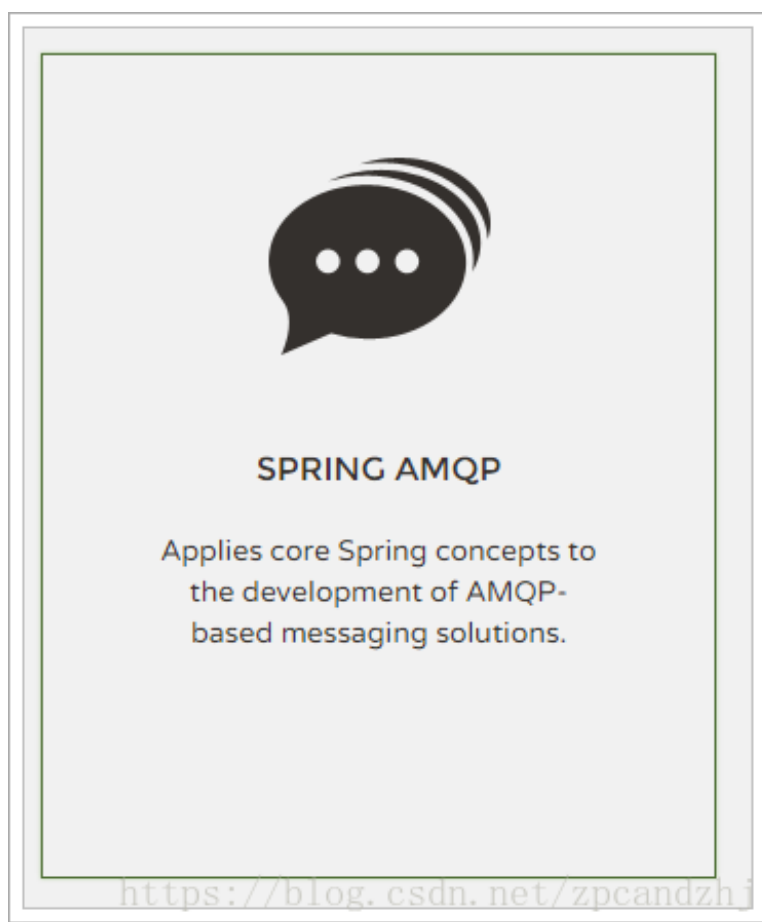 SPRING AMQP
Applies core Spring concepts to
the development of AMQP-
based messaging solutions.
https://blog.csdn.net/zpcandzhj